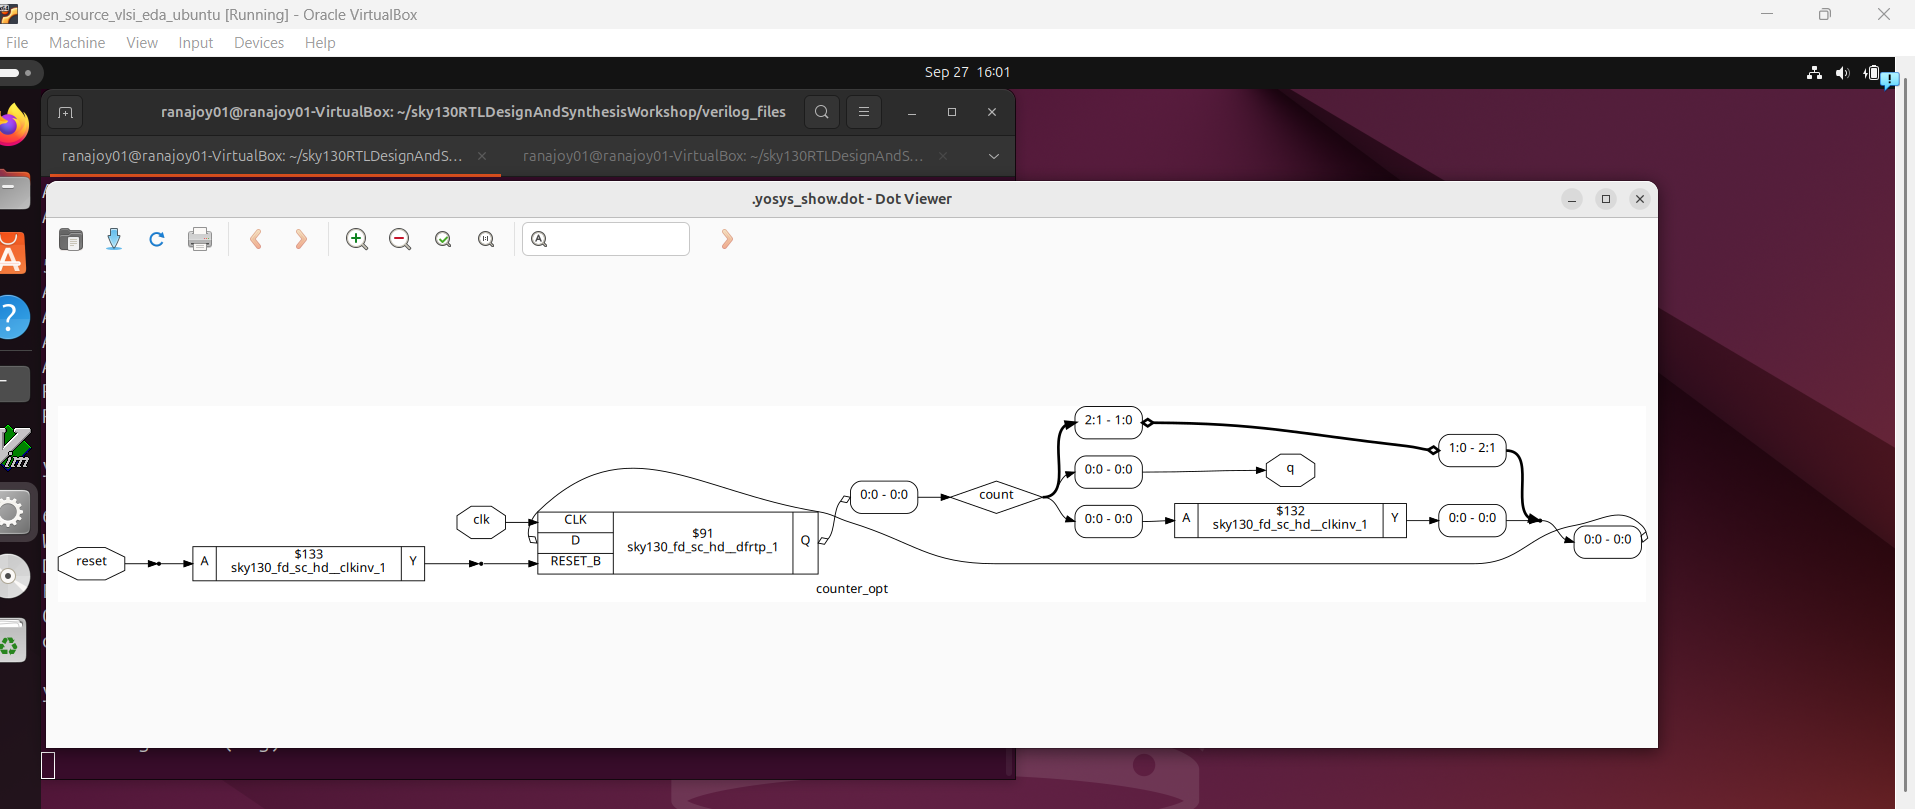 open_source_vlsi_eda_ubuntu [Running] - Oracle VirtualBox
File Machine View Input Devices Help
Sep 27 16:01
ranajoy01@ranajoy01-VirtualBox: ~/sky130RTLDesignAndSynthesisWorkshop/verilog_files
ranajoy01@ranajoy01-VirtualBox: ~/sky130RTLDesignAndS...
ranajoy01@ranajoy01-VirtualBox: ~/sky130RTLDesignAndS...
.yosys_show.dot - Dot Viewer
reset
A
$133
sky130_fd_sc_hd__clkinv_1
Y
clk
CLK
D
RESET_B
$91
sky130_fd_sc_hd__dfrtp_1
Q
0:0 - 0:0
count
2:1 - 1:0
1:0 - 2:1
0:0 - 0:0
q
0:0 - 0:0
A
$132
sky130_fd_sc_hd__clkinv_1
Y
0:0 - 0:0
0:0 - 0:0
counter_opt